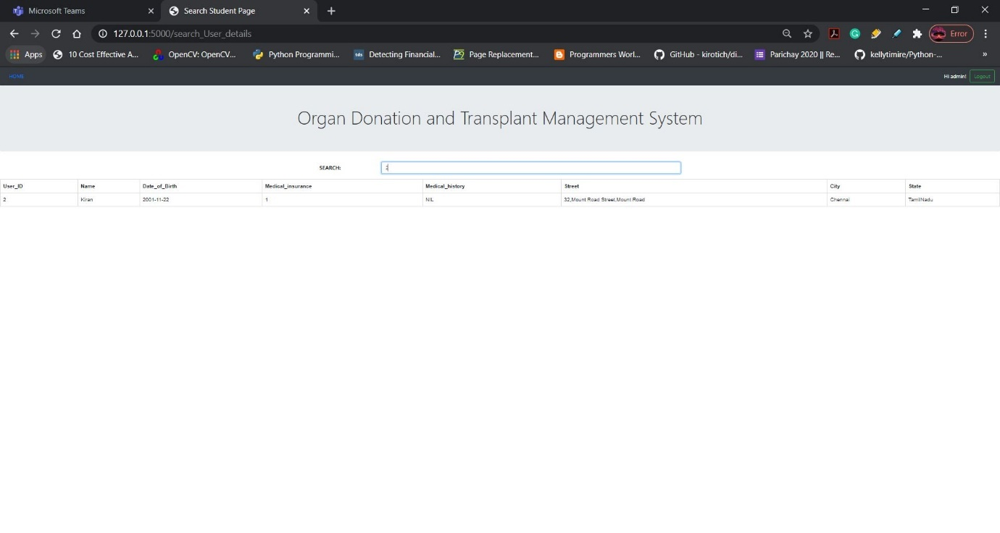 Microsoft Teams
Search Student Page
127.0.0.1:5000/search_User_details
Error
Apps
10 Cost Effective A...
OpenCV: OpenCV...
Python Programmi...
tds
Detecting Financial...
Page Replacement...
Programmers Worl...
GitHub - kirotich/di...
Parichay 2020 || Re...
kellytimire/Python-...
»
HOME
Hi admin!
Logout
Organ Donation and Transplant Management System
SEARCH: 2
User_ID Name Date_of_Birth Medical_insurance Medical_history Street City State
2 Kiran 2001-11-22 1 NIL 32,Mount Road Street,Mount Road Chennai TamilNadu